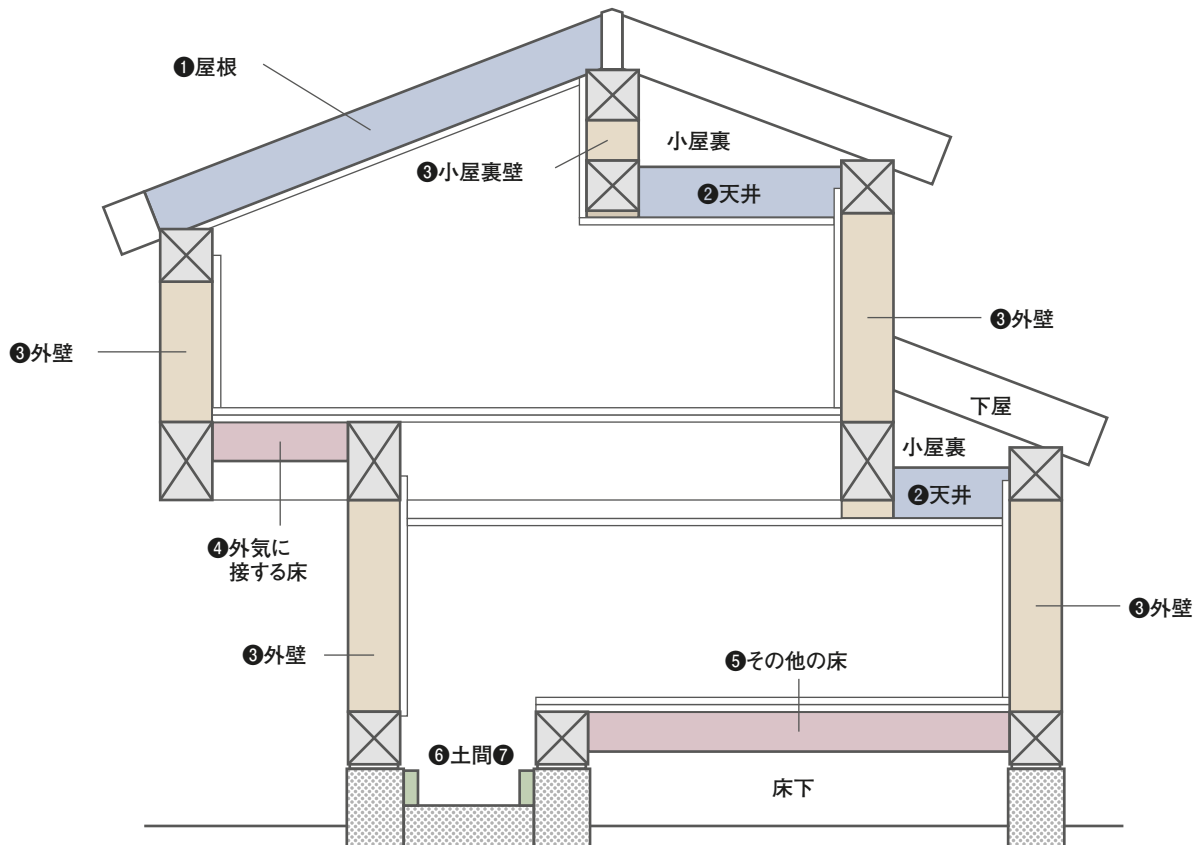 ❶屋根
小屋裏
❸小屋裏壁
❷天井
❸外壁
❸外壁
下屋
小屋裏
❷天井
❹外気に
接する床
❸外壁
❸外壁
❺その他の床
❻土間❼
床下